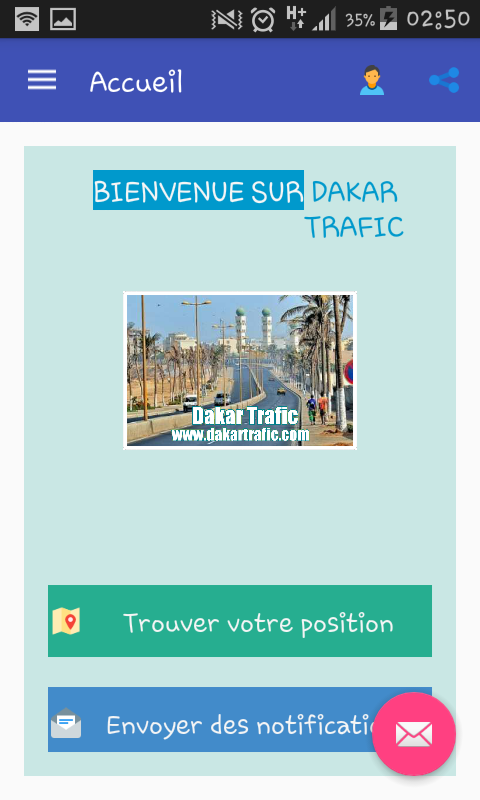 H+ 35% 02:50
Accueil
BIENVENUE SUR DAKAR
TRAFIC
Dakar Trafic
www.dakartrafic.com
Trouver votre position
Envoyer des notificatio